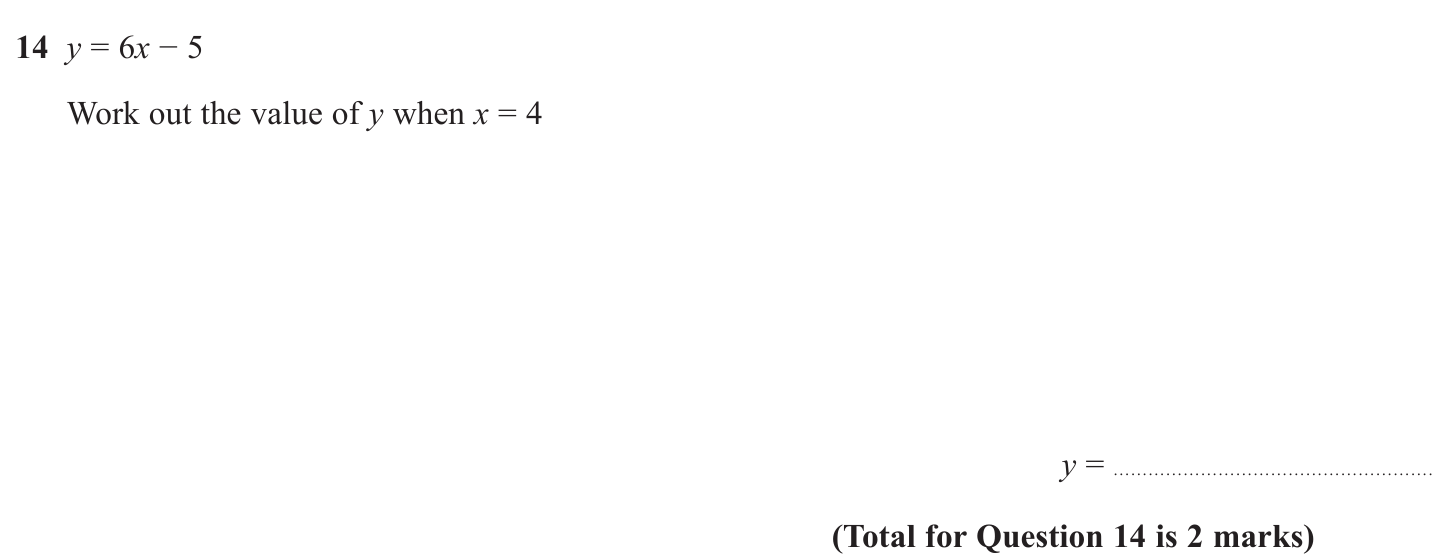 14 y = 6x − 5
Work out the value of y when x = 4
y = ......................................................
(Total for Question 14 is 2 marks)